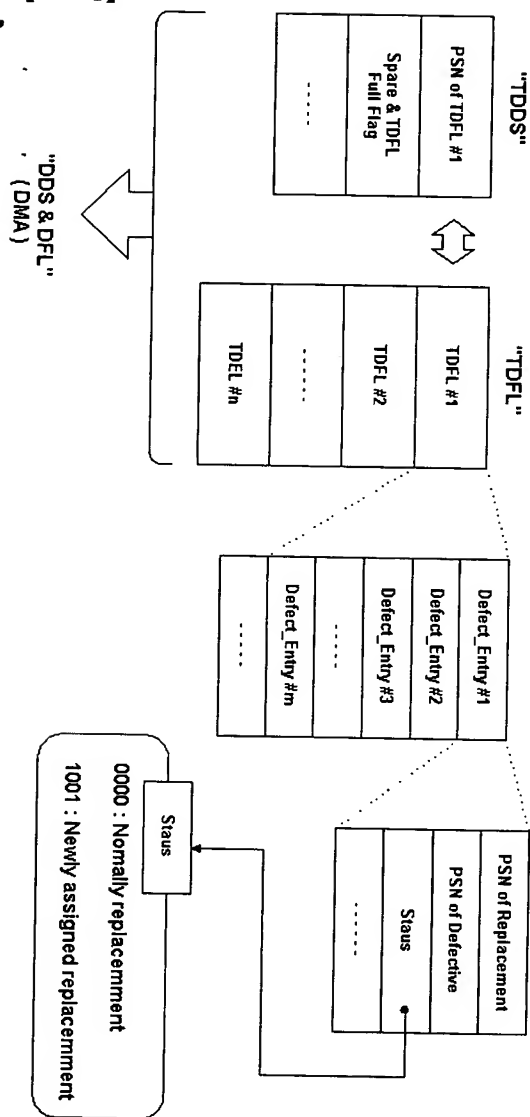 "TDDS"
PSN of TDFL #1
Spare & TDFL
Full Flag
------
"TDFL"
TDFL #1
TDFL #2
------
TDEL #n
"DDS & DFL"
( DMA )
Defect_Entry #1
Defect_Entry #2
Defect_Entry #3
------
Defect_Entry #m
------
PSN of Replacement
PSN of Defective
Staus
------
Staus
0000 : Nomally replacemment
1001 : Newly assigned replacemment